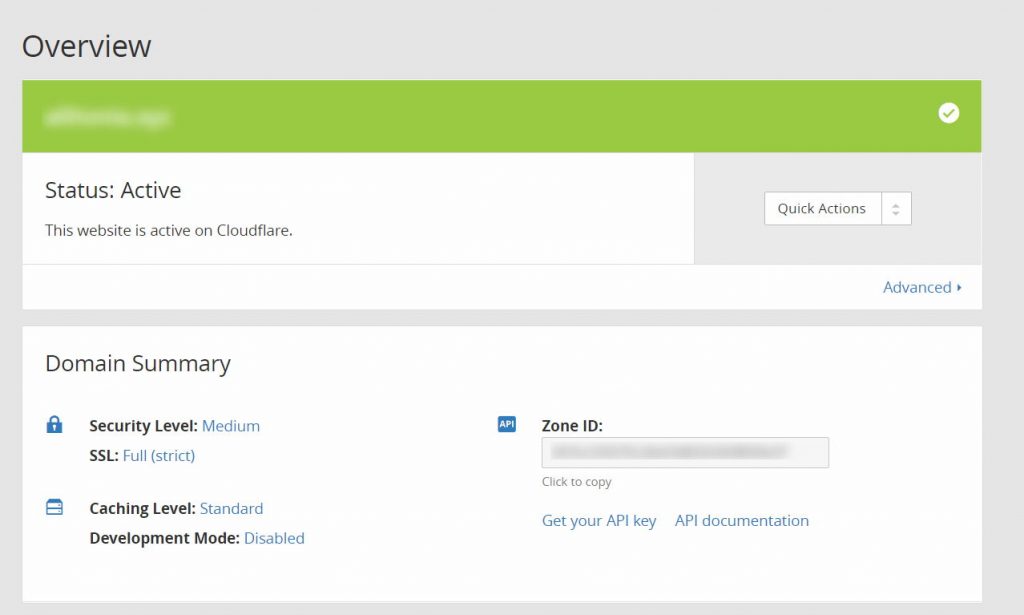 Overview
Status: Active
This website is active on Cloudflare.
Quick Actions
Advanced
Domain Summary
Security Level: Medium
SSL: Full (strict)
Caching Level: Standard
Development Mode: Disabled
API
Zone ID:
Click to copy
Get your API key API documentation